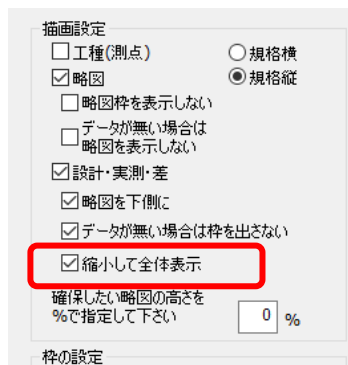 描画設定
工種(測点)
規格横
略図
規格縦
略図枠を表示しない
データが無い場合は
略図を表示しない
設計・実測・差
略図を下側に
データが無い場合は枠を出さない
縮小して全体表示
確保したい略図の高さを
%で指定して下さい
0 %
枠の設定